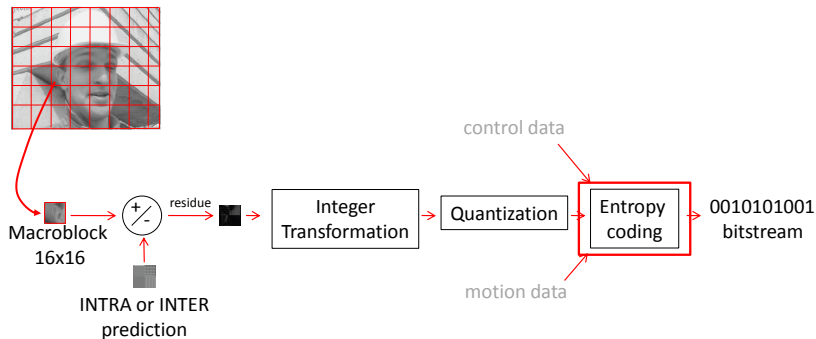 control data
residue
+/-
Integer
Transformation
Quantization
Entropy
coding
0010101001
bitstream
Macroblock
16x16
INTRA or INTER
prediction
motion data